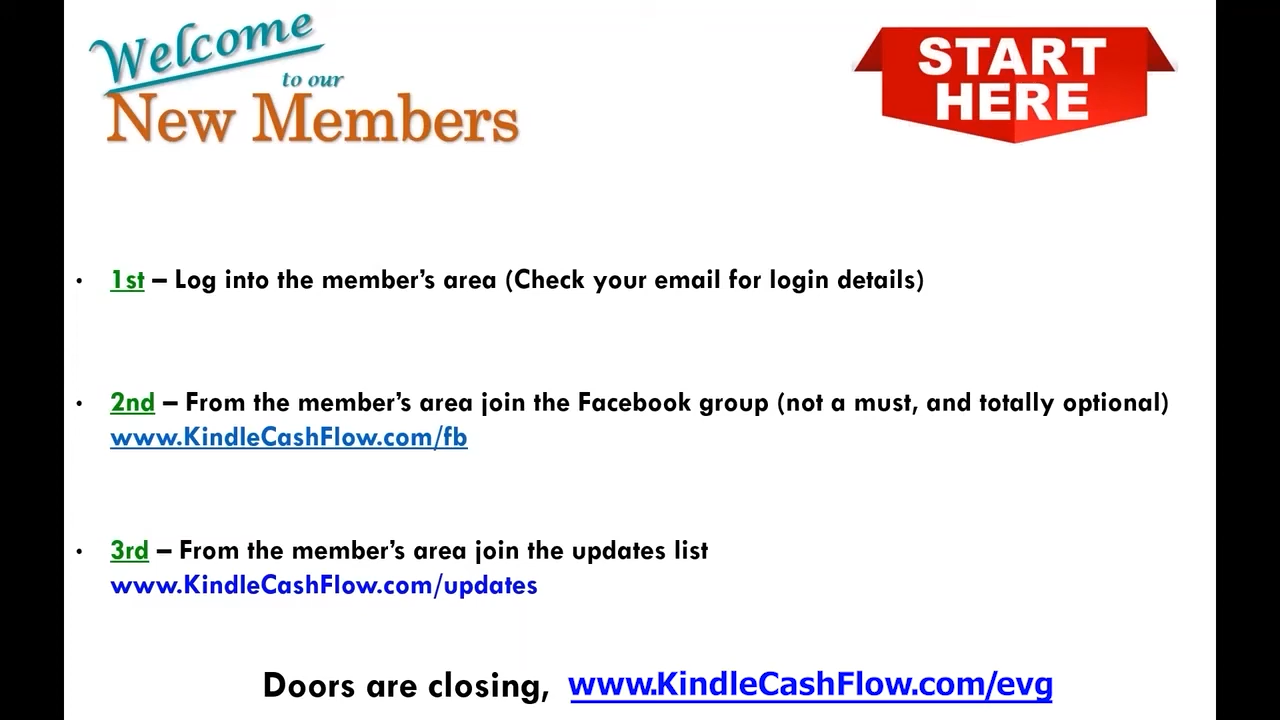 Welcome
to our
New Members
START
HERE
• 1st – Log into the member’s area (Check your email for login details)
• 2nd – From the member’s area join the Facebook group (not a must, and totally optional)
www.KindleCashFlow.com/fb
• 3rd – From the member’s area join the updates list
www.KindleCashFlow.com/updates
Doors are closing, www.KindleCashFlow.com/evg